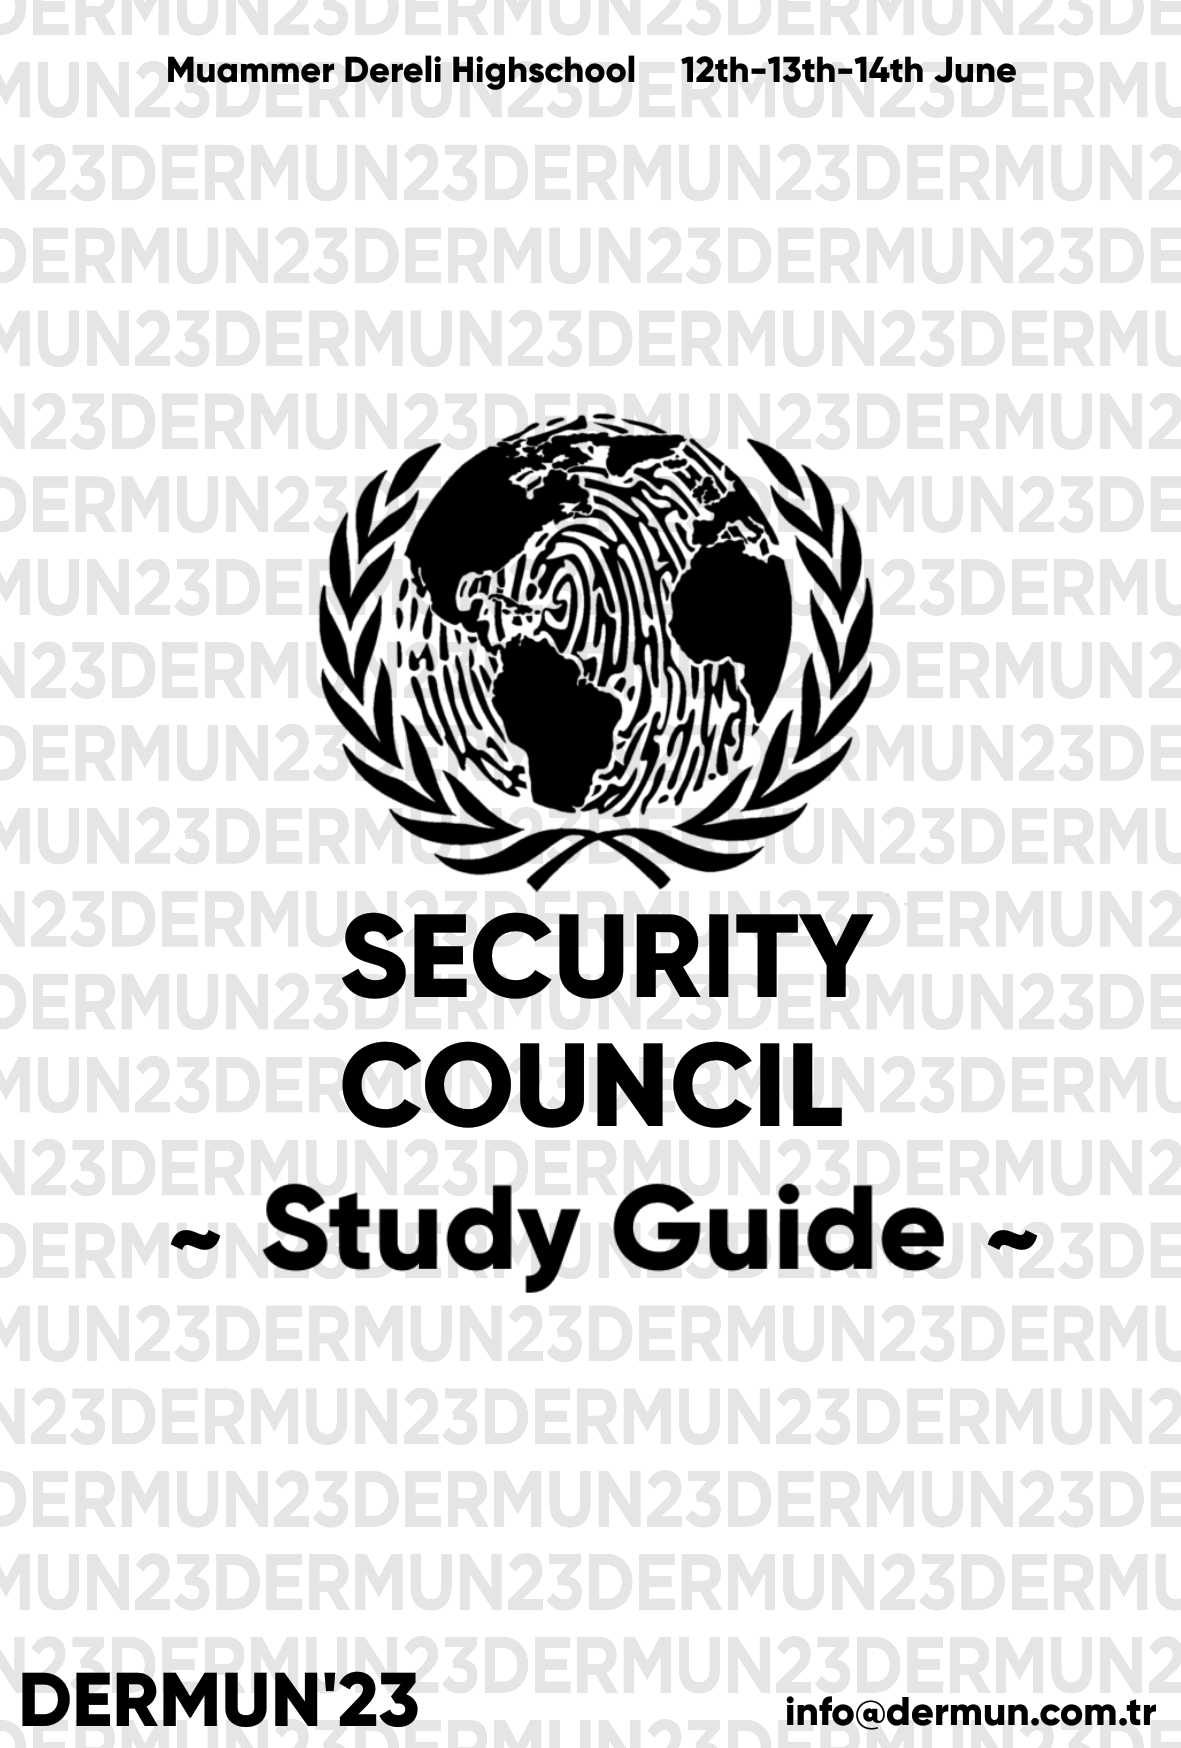 Muammer Dereli Highschool 12th-13th-14th June
SECURITY
COUNCIL
~ Study Guide ~
DERMUN'23
info@dermun.com.tr